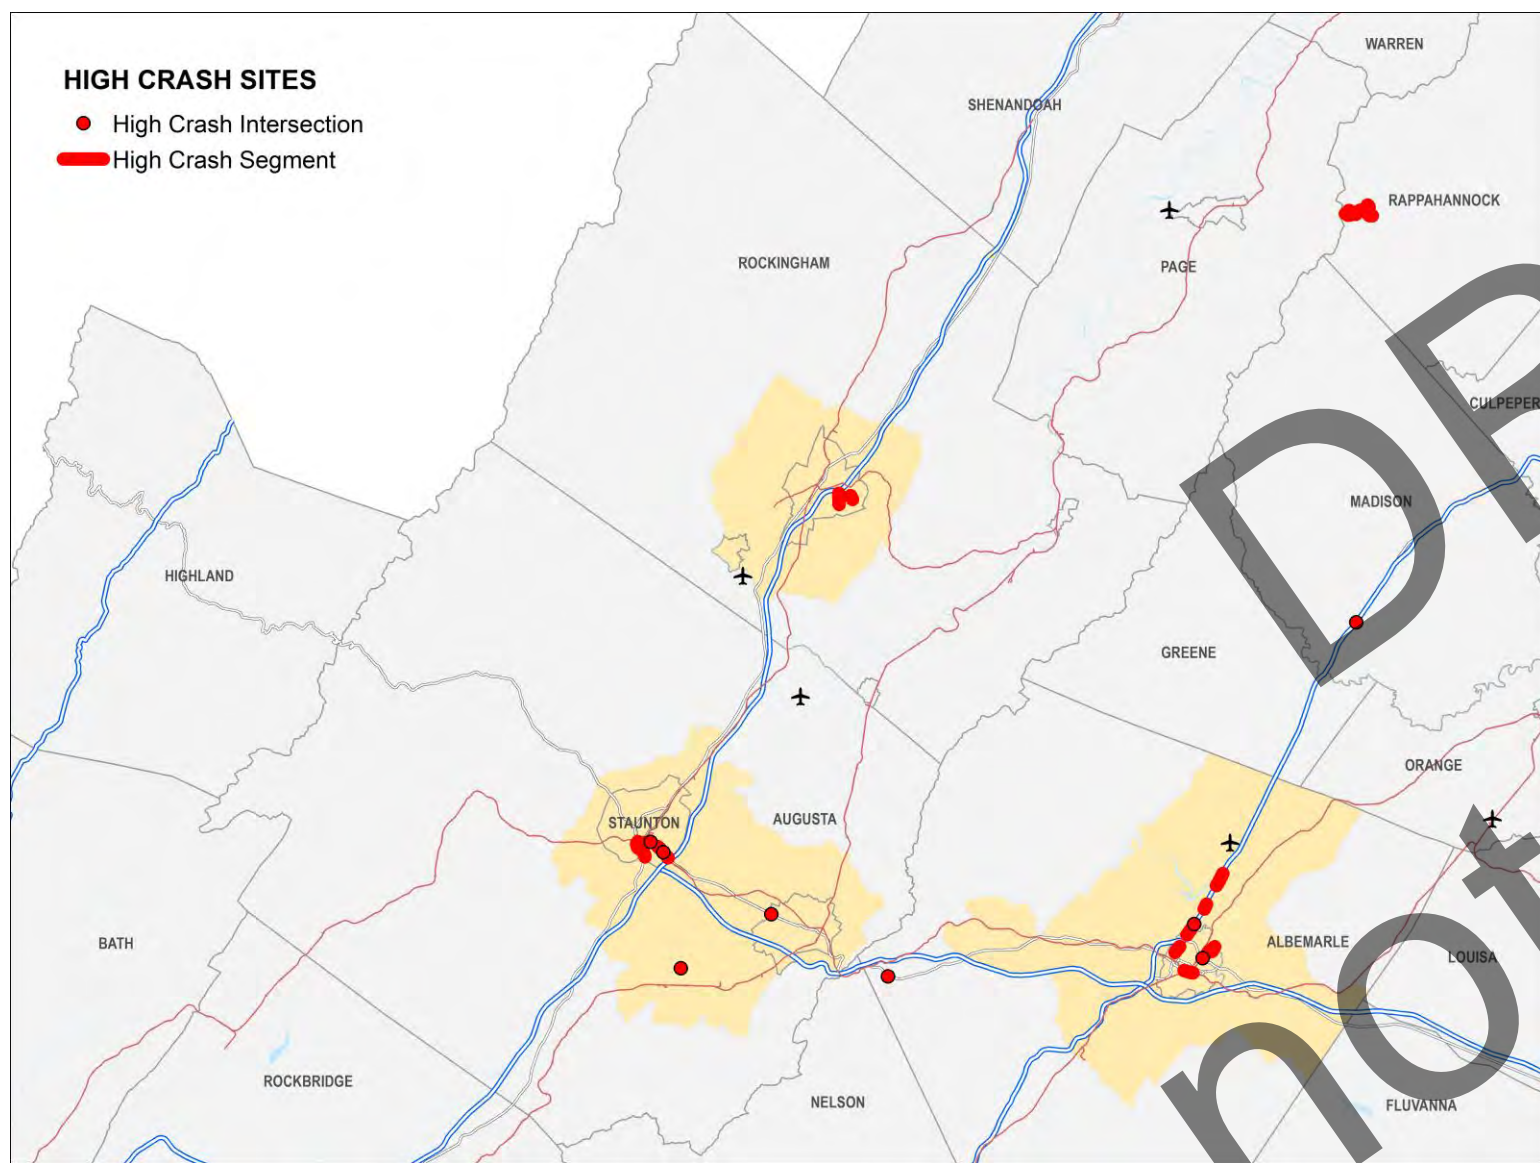 HIGH CRASH SITES
High Crash Intersection
High Crash Segment
WARREN
SHENANDOAH
RAPPAHANNOCK
ROCKINGHAM
PAGE
CULPEPER
MADISON
HIGHLAND
GREENE
ORANGE
STAUNTON
AUGUSTA
BATH
ALBEMARLE
LOUISA
ROCKBRIDGE
NELSON
FLUVANNA
DR
not